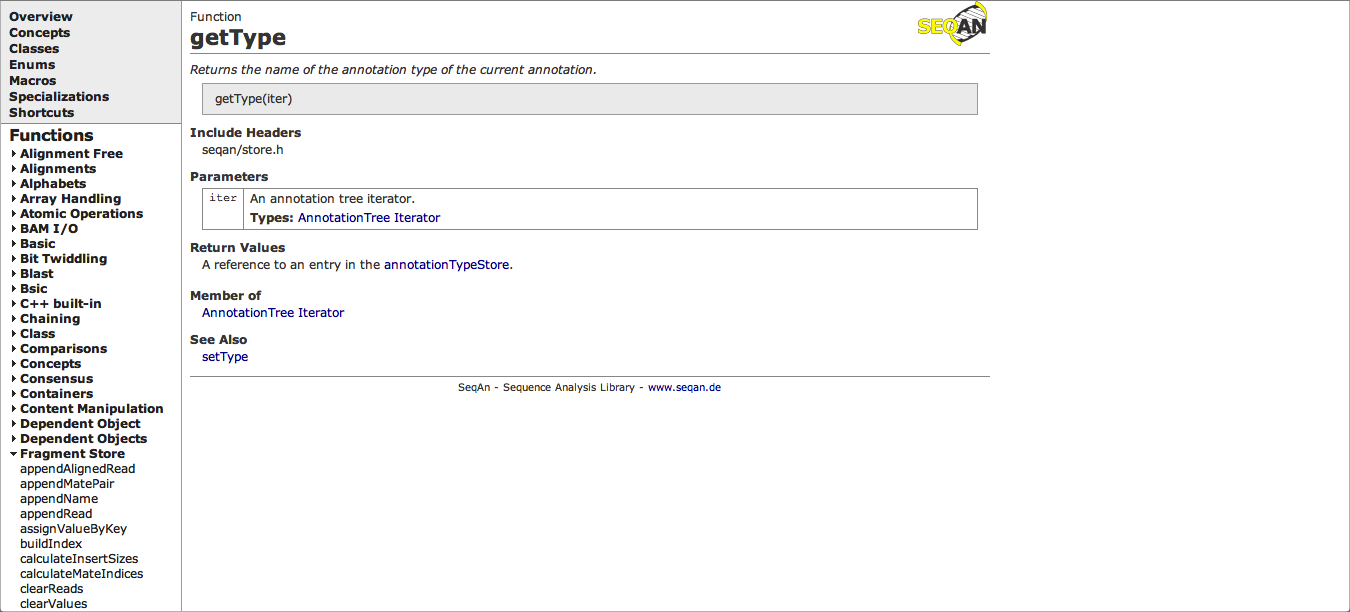 Overview
Concepts
Classes
Enums
Macros
Specializations
Shortcuts
Functions
Alignment Free
Alignments
Alphabets
Array Handling
Atomic Operations
BAM I/O
Basic
Bit Twiddling
Blast
Bsic
C++ built-in
Chaining
Class
Comparisons
Concepts
Consensus
Containers
Content Manipulation
Dependent Object
Dependent Objects
Fragment Store
appendAlignedRead
appendMatePair
appendName
appendRead
assignValueByKey
buildIndex
calculateInsertSizes
calculateMateIndices
clearReads
clearValues
Function
getType
SEQAN
Returns the name of the annotation type of the current annotation.
getType(iter)
Include Headers
seqan/store.h
Parameters
iter An annotation tree iterator.
Types: AnnotationTree Iterator
Return Values
A reference to an entry in the annotationTypeStore.
Member of
AnnotationTree Iterator
See Also
setType
SeqAn - Sequence Analysis Library - www.seqan.de